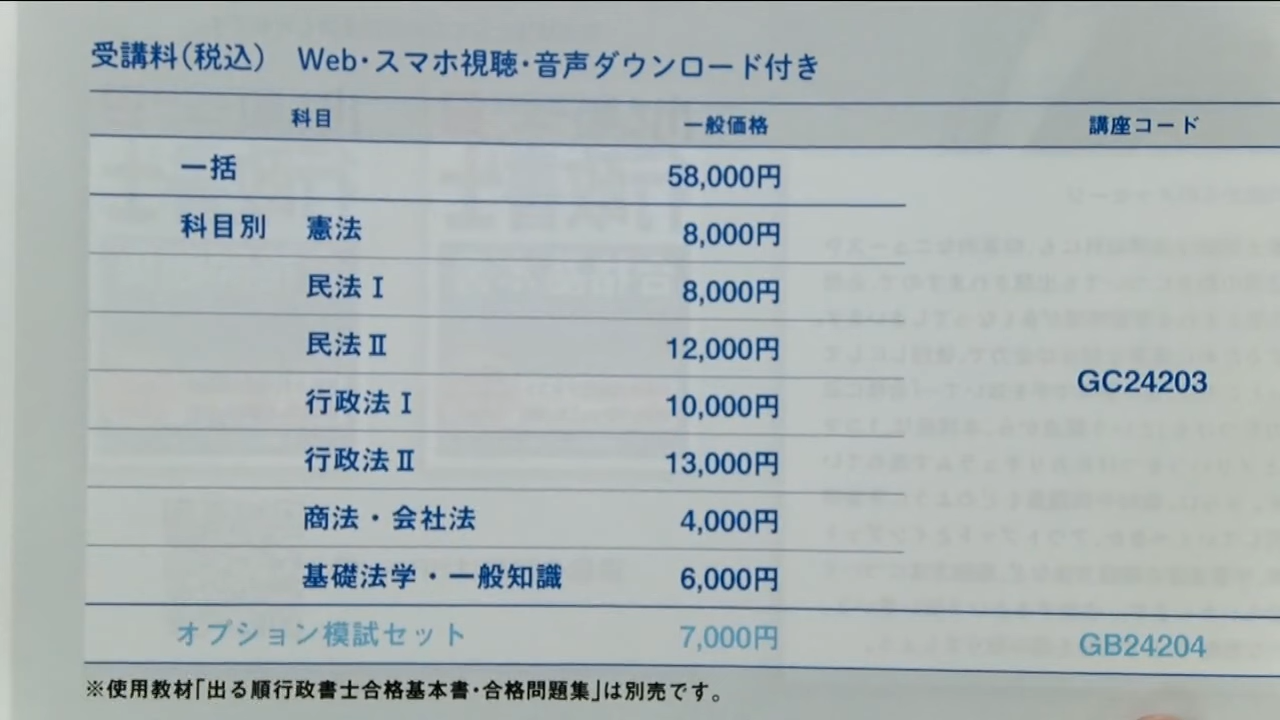 受講料(税込) Web・スマホ視聴・音声ダウンロード付き
科目 一般価格 講座コード
一括 58,000円
科目別 憲法 8,000円
民法Ⅰ 8,000円
民法Ⅱ 12,000円
GC24203
行政法Ⅰ 10,000円
行政法Ⅱ 13,000円
商法・会社法 4,000円
基礎法学・一般知識 6,000円
オプション模試セット 7,000円 GB24204
※使用教材「出る順行政書士合格基本書・合格問題集」は別売です。